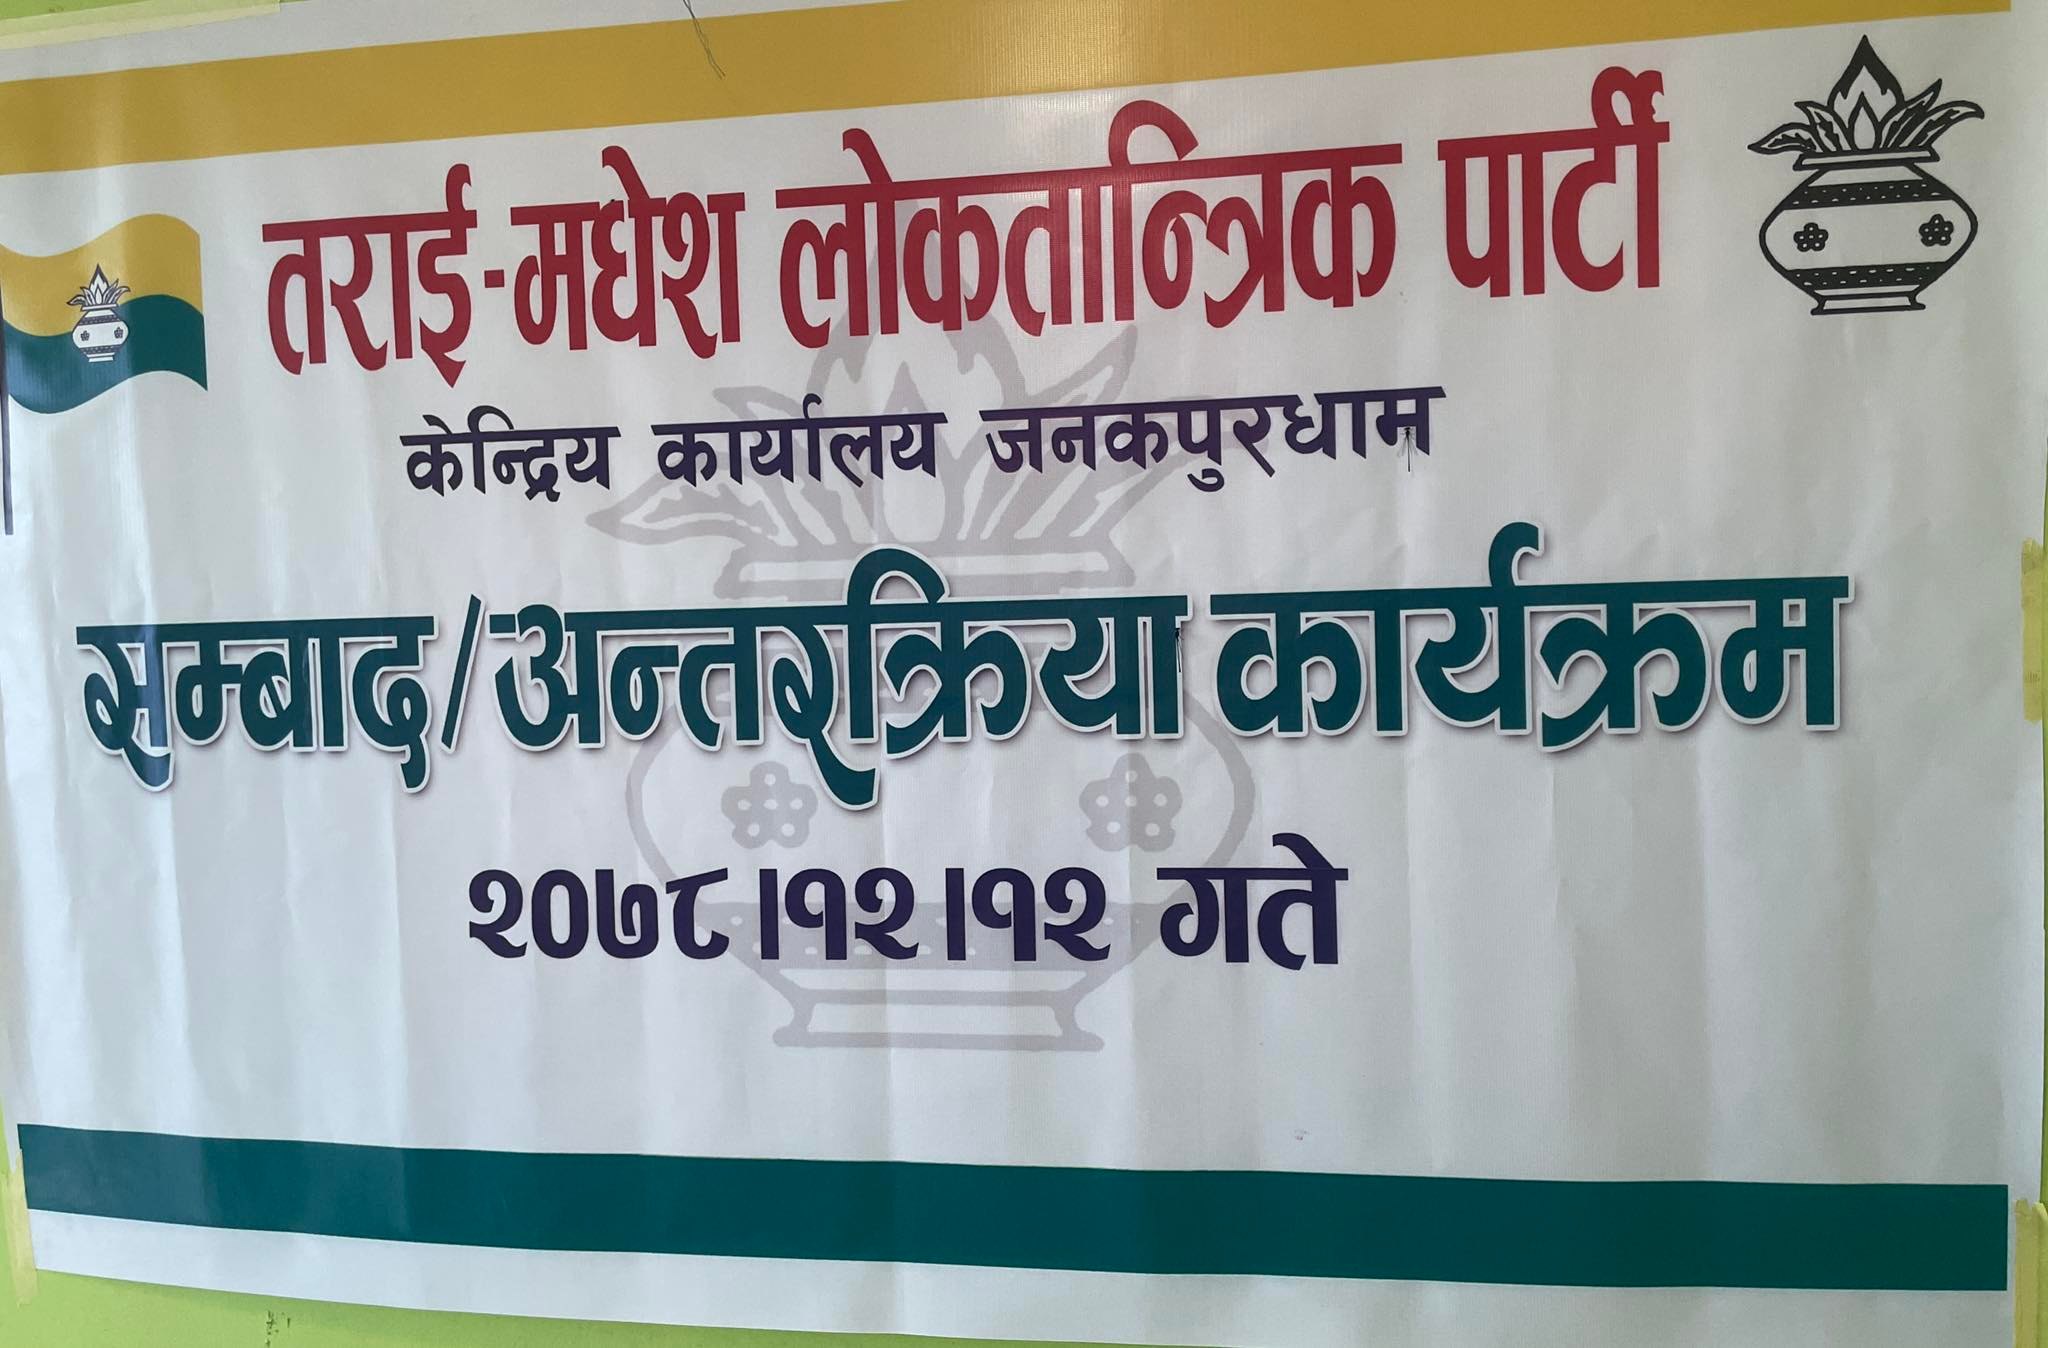 तराई-मधेश लोकतान्त्रिक पार्टी
केन्द्रिय कार्यालय जनकपुरधाम
सम्बाद/अन्तरक्रिया कार्यक्रम
२०७८।१२।१२ गते